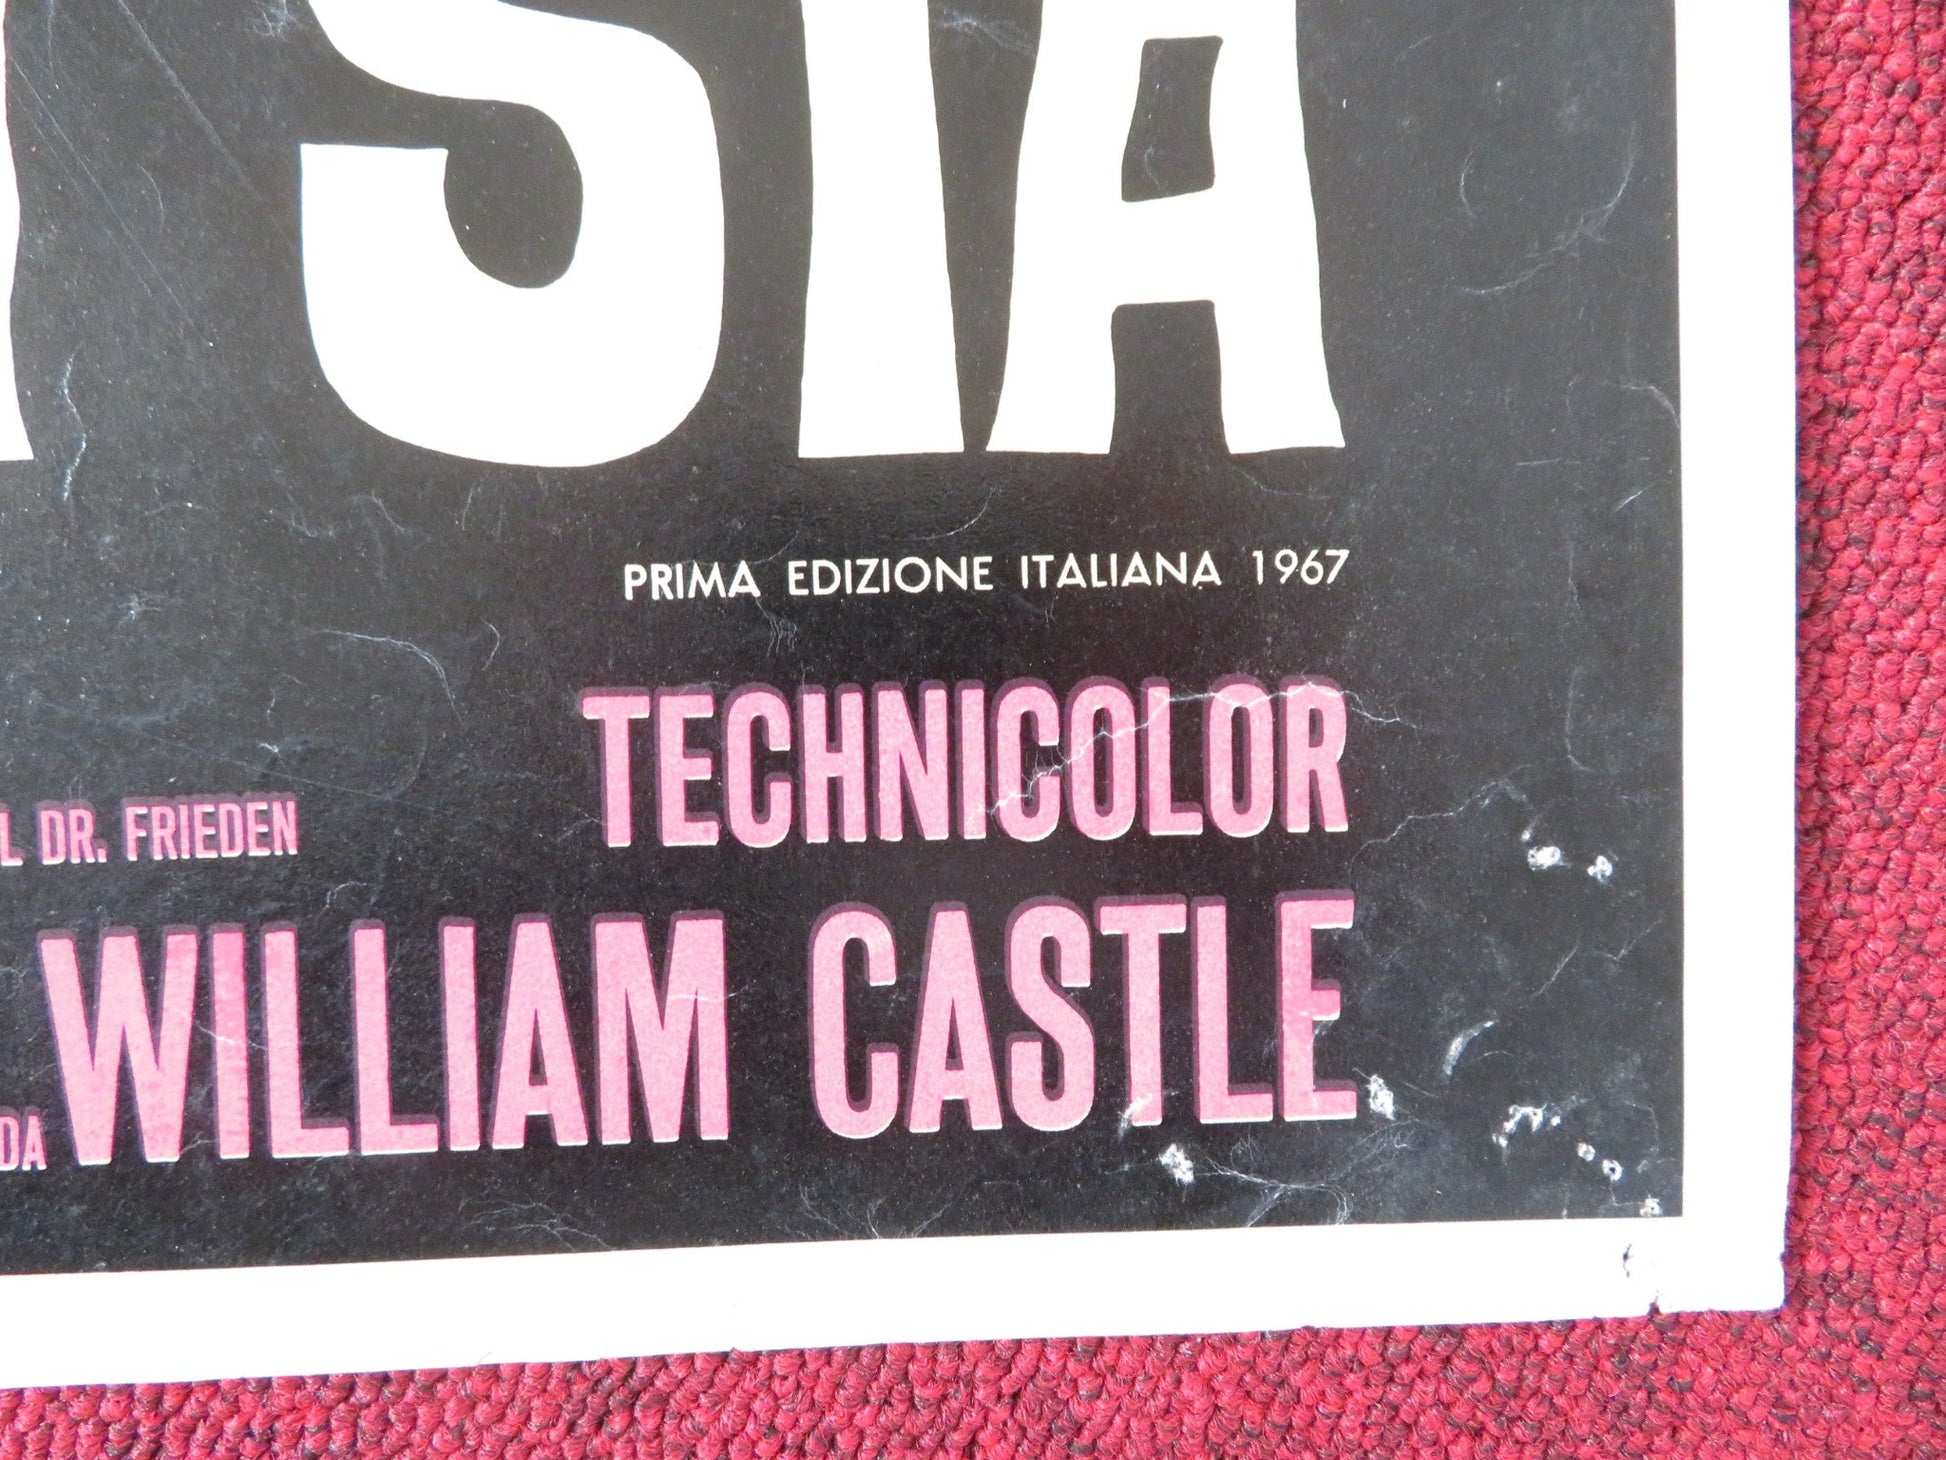 SIA
PRIMA EDIZIONE ITALIANA 1967
TECHNICOLOR
L DR. FRIEDEN
DA WILLIAM CASTLE